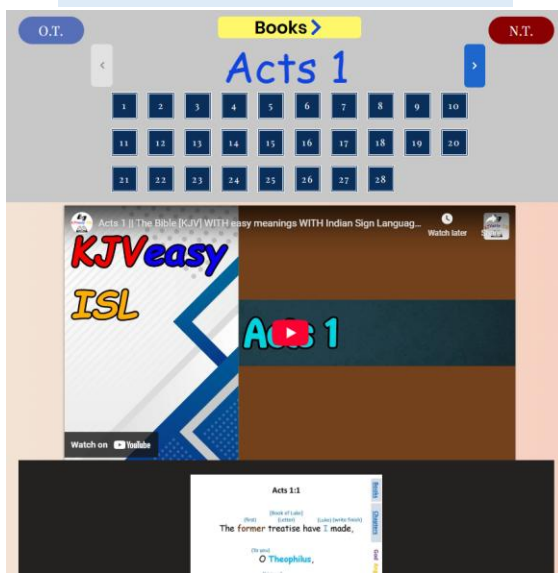 O.T.
Books >
N.T.
<
Acts 1
>
1 2 3 4 5 6 7 8 9 10
11 12 13 14 15 16 17 18 19 20
21 22 23 24 25 26 27 28
Acts 1 || The Bible [KJV] WITH easy meanings WITH Indian Sign Languag...
Watch later
Share
KJVeasy
ISL
Acts 1
Watch on YouTube
Acts 1:1
Books
Chapters
[Book of Luke]
(first) (Letter) (Luke) (write finish)
The former treatise have I made,
(To you)
O Theophilus,